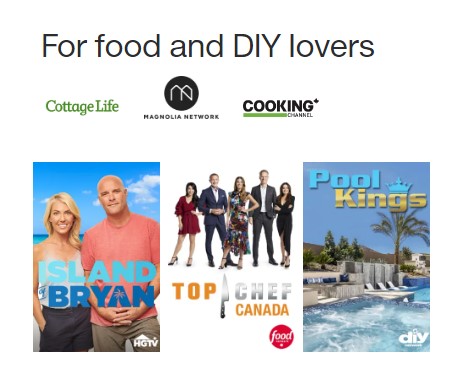 For food and DIY lovers
Cottage Life
MAGNOLIA NETWORK
COOKING
CHANNEL
ISLAND
of
BRYAN
HGTV
TOP CHEF
CANADA
food
Pool
Kings
diy